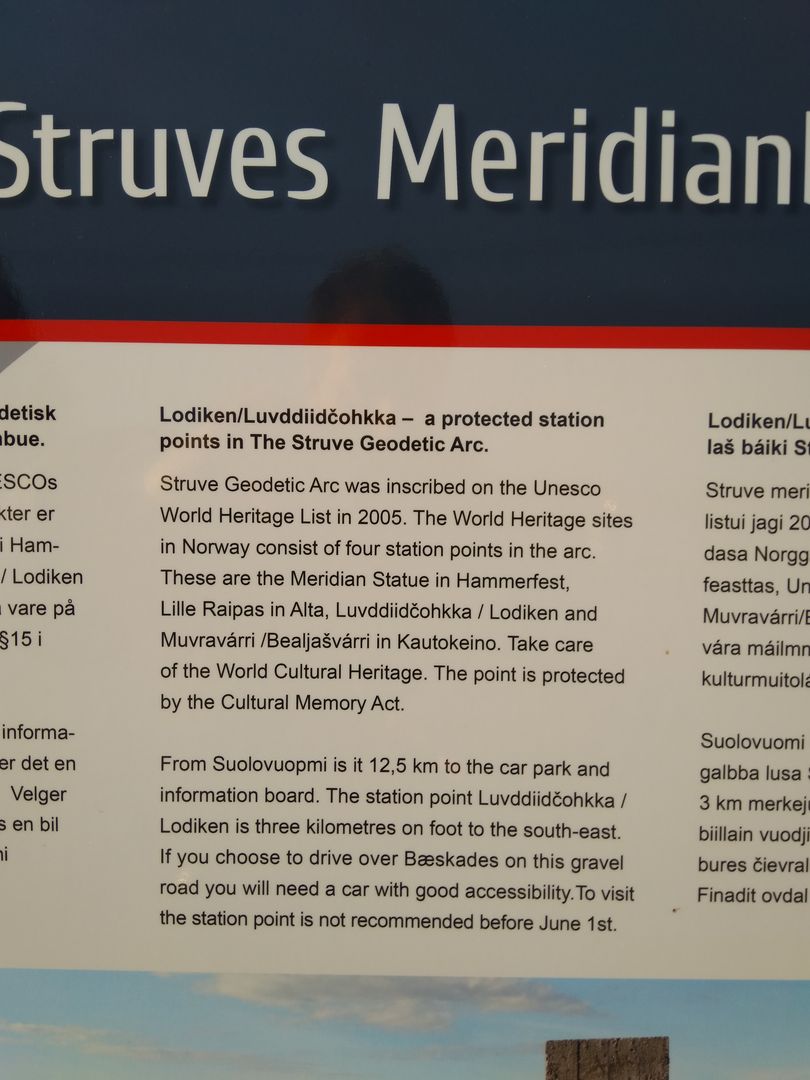 Struves Meridian
detisk
bue.
ESCOs
kter er
i Ham-
/ Lodiken
vare på
§15 i
informa-
er det en
Velger
s en bil
ni
Lodiken/Luvddiidčohkka – a protected station
points in The Struve Geodetic Arc.
Struve Geodetic Arc was inscribed on the Unesco
World Heritage List in 2005. The World Heritage sites
in Norway consist of four station points in the arc.
These are the Meridian Statue in Hammerfest,
Lille Raipas in Alta, Luvddiidčohkka / Lodiken and
Muvravárri /Bealjašvárri in Kautokeino. Take care
of the World Cultural Heritage. The point is protected
by the Cultural Memory Act.
From Suolovuopmi is it 12,5 km to the car park and
information board. The station point Luvddiidčohkka /
Lodiken is three kilometres on foot to the south-east.
If you choose to drive over Bæskades on this gravel
road you will need a car with good accessibility.To visit
the station point is not recommended before June 1st.
Lodiken/Lu
laš báiki St
Struve meri
listui jagi 20
dasa Norgg
feasttas, Un
Muvravárri/B
vára máilmn
kulturmuitolá
Suolovuomi
galbba lusa
3 km merkeju
biillain vuodji
bures čievral
Finadit ovdal